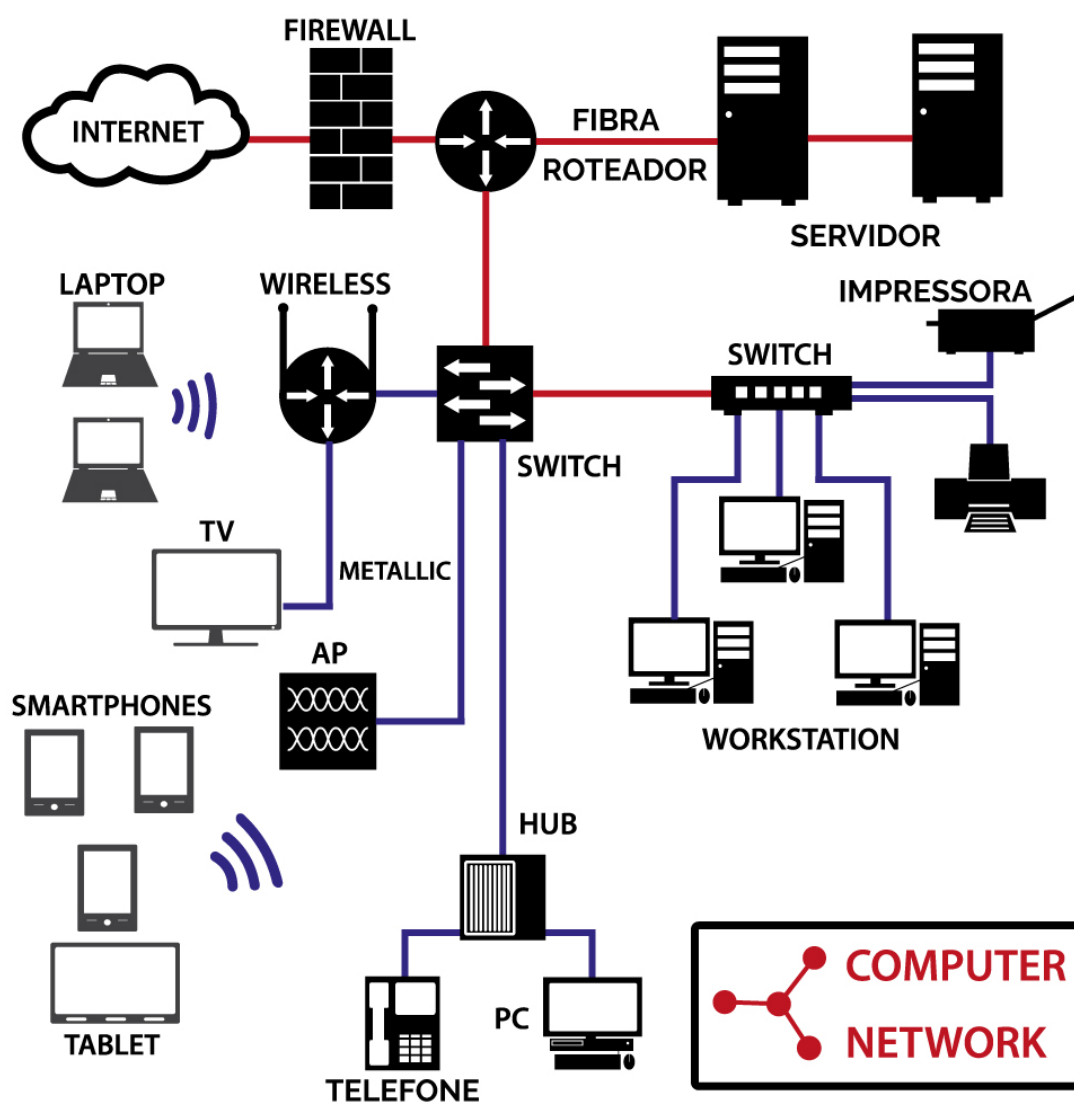 FIREWALL
INTERNET
FIBRA
ROTEADOR
SERVIDOR
LAPTOP
WIRELESS
IMPRESSORA
SWITCH
SWITCH
TV
METALLIC
AP
SMARTPHONES
WORKSTATION
HUB
PC
TABLET
TELEFONE
COMPUTER
NETWORK